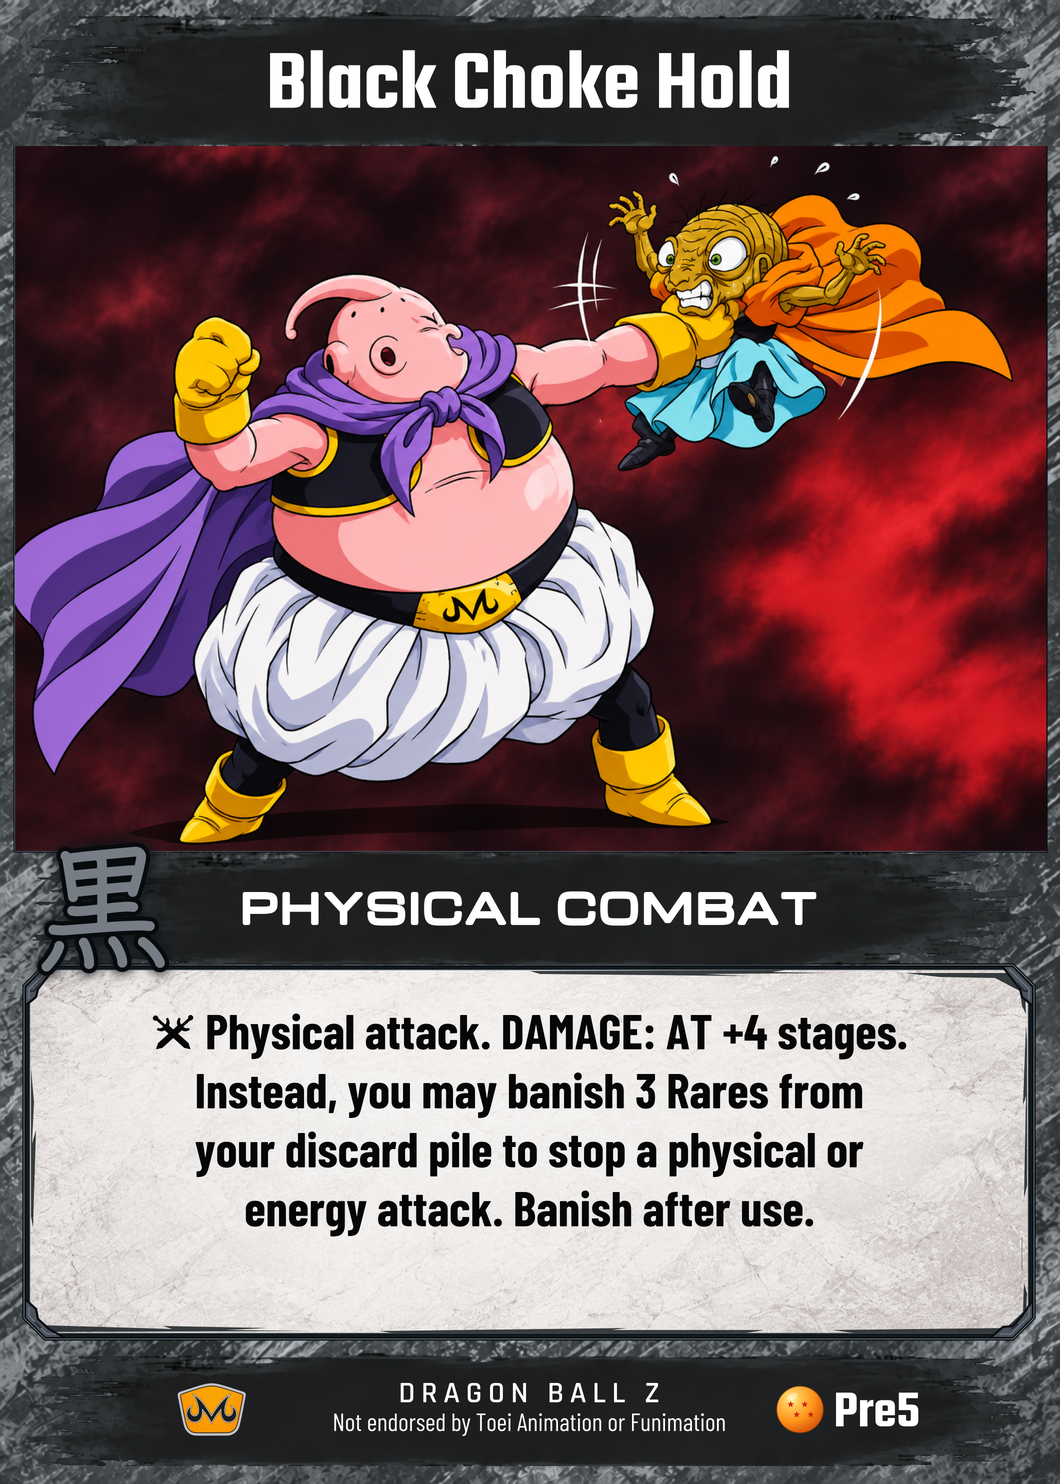 Black Choke Hold
M
黒
PHYSICAL COMBAT
Physical attack. DAMAGE: AT +4 stages.
Instead, you may banish 3 Rares from
your discard pile to stop a physical or
energy attack. Banish after use.
M
DRAGON BALL Z
Not endorsed by Toei Animation or Funimation
Pre5